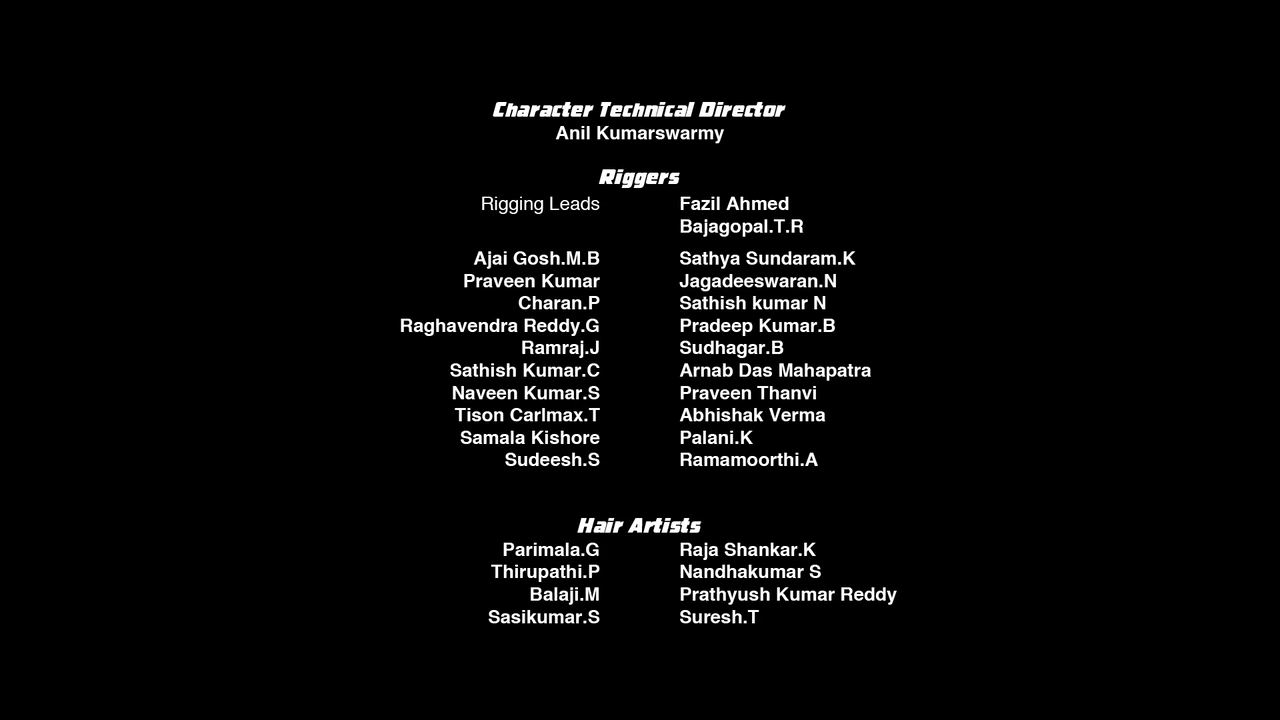 Character Technical Director
Anil Kumarswarmy
Riggers
Rigging Leads Fazil Ahmed
Bajagopal.T.R
Ajai Gosh.M.B Sathya Sundaram.K
Praveen Kumar Jagadeeswaran.N
Charan.P Sathish kumar N
Raghavendra Reddy.G Pradeep Kumar.B
Ramraj.J Sudhagar.B
Sathish Kumar.C Arnab Das Mahapatra
Naveen Kumar.S Praveen Thanvi
Tison Carlmax.T Abhishak Verma
Samala Kishore Palani.K
Sudeesh.S Ramamoorthi.A
Hair Artists
Parimala.G Raja Shankar.K
Thirupathi.P Nandhakumar S
Balaji.M Prathyush Kumar Reddy
Sasikumar.S Suresh.T